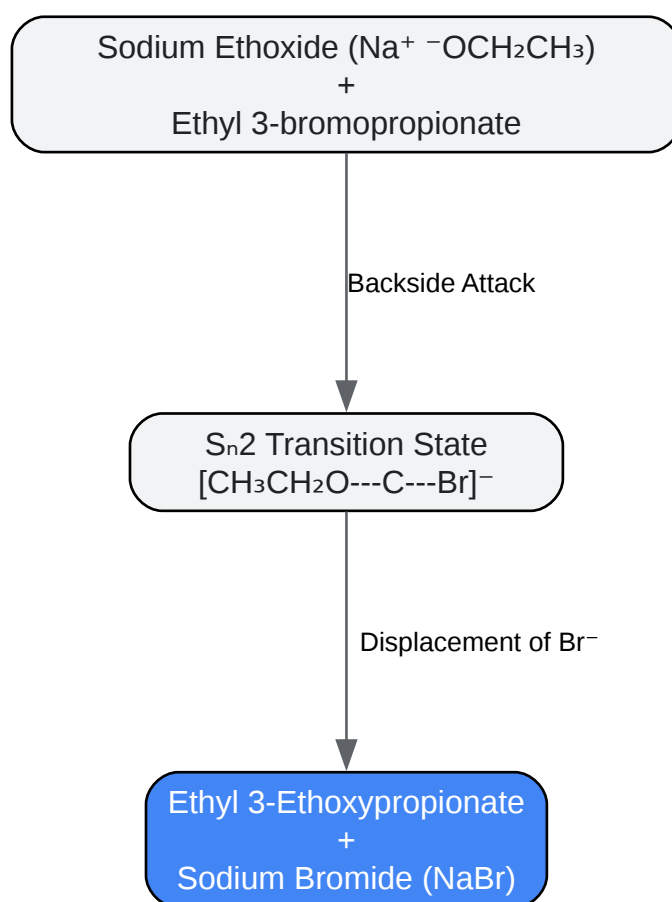 Sodium Ethoxide (Na⁺ ⁻OCH₂CH₃)
+
Ethyl 3-bromopropionate
Backside Attack
Sₙ2 Transition State
[CH₃CH₂O---C---Br]⁻
Displacement of Br⁻
Ethyl 3-Ethoxypropionate
+
Sodium Bromide (NaBr)